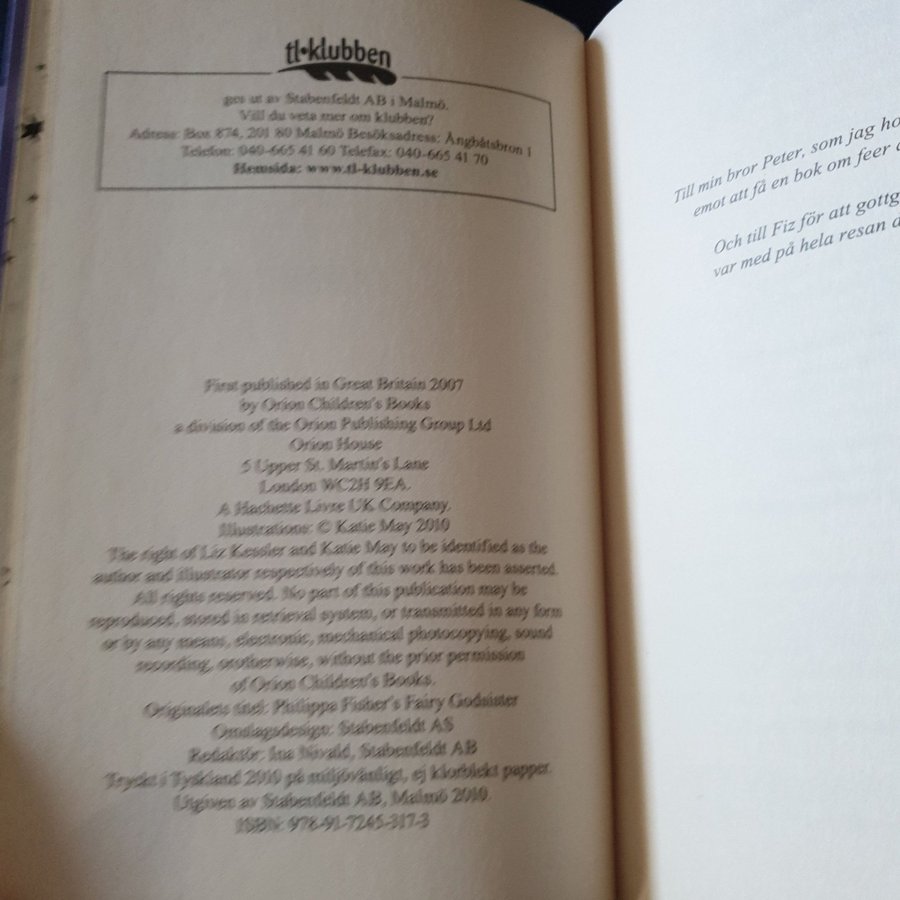 tl•klubben
ges ut av Stabenfeldt AB i Malmö.
Vill du veta mer om klubben?
Adress: Box 874, 201 80 Malmö Besöksadress: Ångbåtsbron 1
Telefon: 040-665 41 60 Telefax: 040-665 41 70
Hemsida: www.tl-klubben.se
First published in Great Britain 2007
by Orion Children's Books
a division of the Orion Publishing Group Ltd
Orion House
5 Upper St. Martin's Lane
London WC2H 9EA.
A Hachette Livre UK Company.
Illustrations: © Katie May 2010
The right of Liz Kessler and Katie May to be identified as the
author and illustrator respectively of this work has been asserted.
All rights reserved. No part of this publication may be
reproduced, stored in retrieval system, or transmitted in any form
or by any means, electronic, mechanical photocopying, sound
recording, orotherwise, without the prior permission
of Orion Children's Books.
Originalets titel: Philippa Fisher's Fairy Godsister
Omslagsdesign: Stabenfeldt AS
Redaktör: Ina Nivald, Stabenfeldt AB
Tryckt i Tyskland 2010 på miljövänligt, ej klorblekt papper.
Utgiven av Stabenfeldt AB, Malmö 2010.
ISBN: 978-91-7245-317-3
Till min bror Peter, som jag ho
emot att få en bok om feer
Och till Fiz för att gottg
var med på hela resan